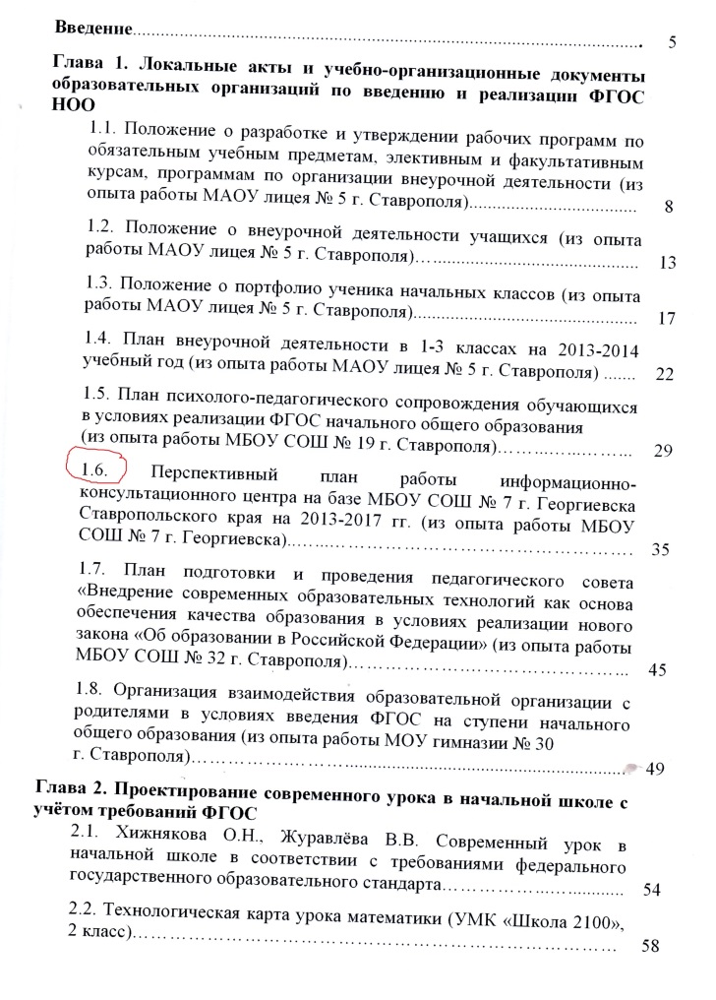 Введение............................................................................................. 5
Глава 1. Локальные акты и учебно-организационные документы
образовательных организаций по введению и реализации ФГОС
НОО
1.1. Положение о разработке и утверждении рабочих программ по
обязательным учебным предметам, элективным и факультативным
курсам, программам по организации внеурочной деятельности (из
опыта работы МАОУ лицея № 5 г. Ставрополя).................................. 8
1.2. Положение о внеурочной деятельности учащихся (из опыта
работы МАОУ лицея № 5 г. Ставрополя)…......................................... 13
1.3. Положение о портфолио ученика начальных классов (из опыта
работы МАОУ лицея № 5 г. Ставрополя)............................................. 17
1.4. План внеурочной деятельности в 1-3 классах на 2013-2014
учебный год (из опыта работы МАОУ лицея № 5 г. Ставрополя) ....... 22
1.5. План психолого-педагогического сопровождения обучающихся
в условиях реализации ФГОС начального общего образования
(из опыта работы МБОУ СОШ № 19 г. Ставрополя)……..……........... 29
1.6. Перспективный план работы информационно-
консультационного центра на базе МБОУ СОШ № 7 г. Георгиевска
Ставропольского края на 2013-2017 гг. (из опыта работы МБОУ
СОШ № 7 г. Георгиевска)…....………………………………………… 35
1.7. План подготовки и проведения педагогического совета
«Внедрение современных образовательных технологий как основа
обеспечения качества образования в условиях реализации нового
закона «Об образовании в Российской Федерации» (из опыта работы
МБОУ СОШ № 32 г. Ставрополя)…………………………………….. 45
1.8. Организация взаимодействия образовательной организации с
родителями в условиях введения ФГОС на ступени начального
общего образования (из опыта работы МОУ гимназии № 30
г. Ставрополя)……………………...................................................... 49
Глава 2. Проектирование современного урока в начальной школе с
учётом требований ФГОС
2.1. Хижнякова О.Н., Журавлёва В.В. Современный урок в
начальной школе в соответствии с требованиями федерального
государственного образовательного стандарта………………............ 54
2.2. Технологическая карта урока математики (УМК «Школа 2100»,
2 класс)………………………………………………………………… 58